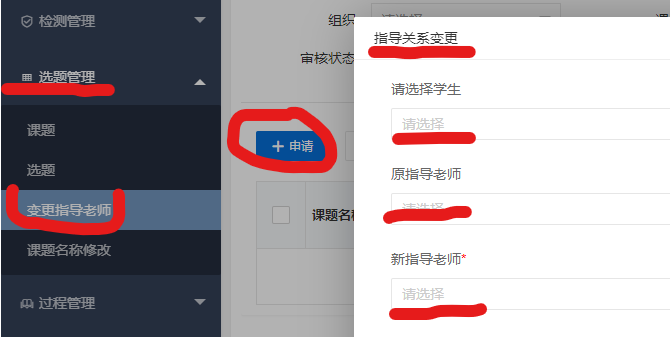 检测管理
选题管理
课题
选题
变更指导老师
课题名称修改
过程管理
组织
请选择
审核状态
申请
课题名
指导关系变更
请选择学生
请选择
原指导老师
请选择
新指导老师*
请选择